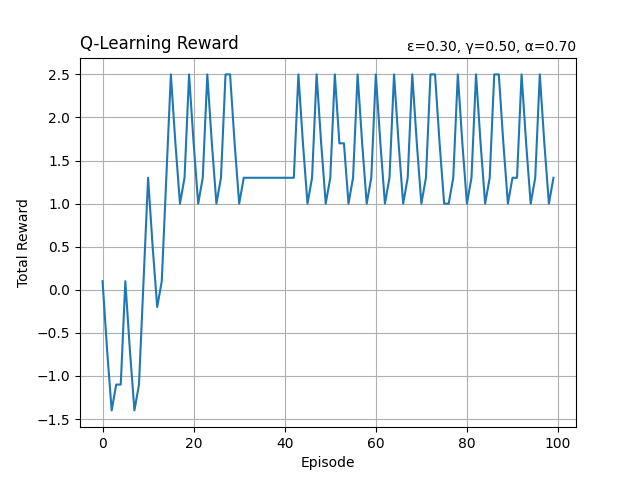 Q-Learning Reward
ε=0.30, γ=0.50, α=0.70
2.5
2.0
1.5
1.0
0.5
0.0
−0.5
−1.0
−1.5
Total Reward
0 20 40 60 80 100
Episode